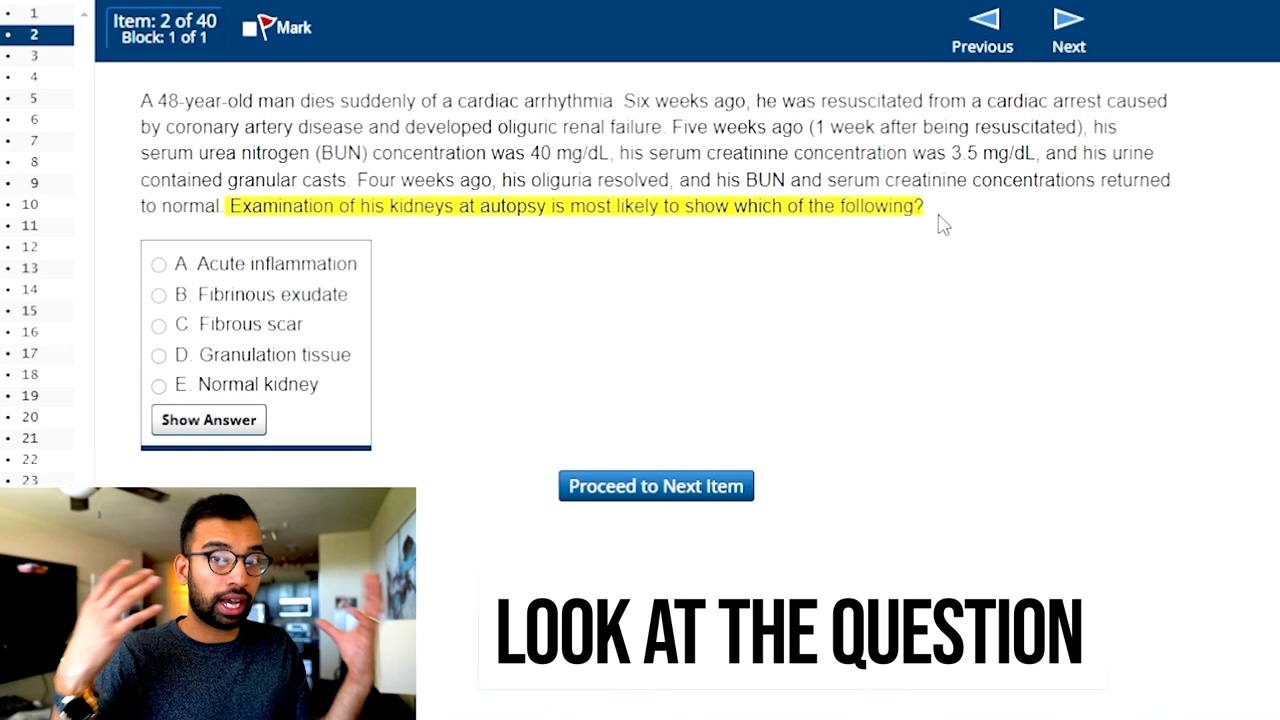 1
2
3
4
5
6
7
8
9
10
11
12
13
14
15
16
17
18
19
20
21
22
23
Item: 2 of 40
Block: 1 of 1
Mark
Previous
Next
A 48-year-old man dies suddenly of a cardiac arrhythmia. Six weeks ago, he was resuscitated from a cardiac arrest caused
by coronary artery disease and developed oliguric renal failure. Five weeks ago (1 week after being resuscitated), his
serum urea nitrogen (BUN) concentration was 40 mg/dL, his serum creatinine concentration was 3.5 mg/dL, and his urine
contained granular casts. Four weeks ago, his oliguria resolved, and his BUN and serum creatinine concentrations returned
to normal. Examination of his kidneys at autopsy is most likely to show which of the following?
A. Acute inflammation
B. Fibrinous exudate
C. Fibrous scar
D. Granulation tissue
E. Normal kidney
Show Answer
Proceed to Next Item
LOOK AT THE QUESTION